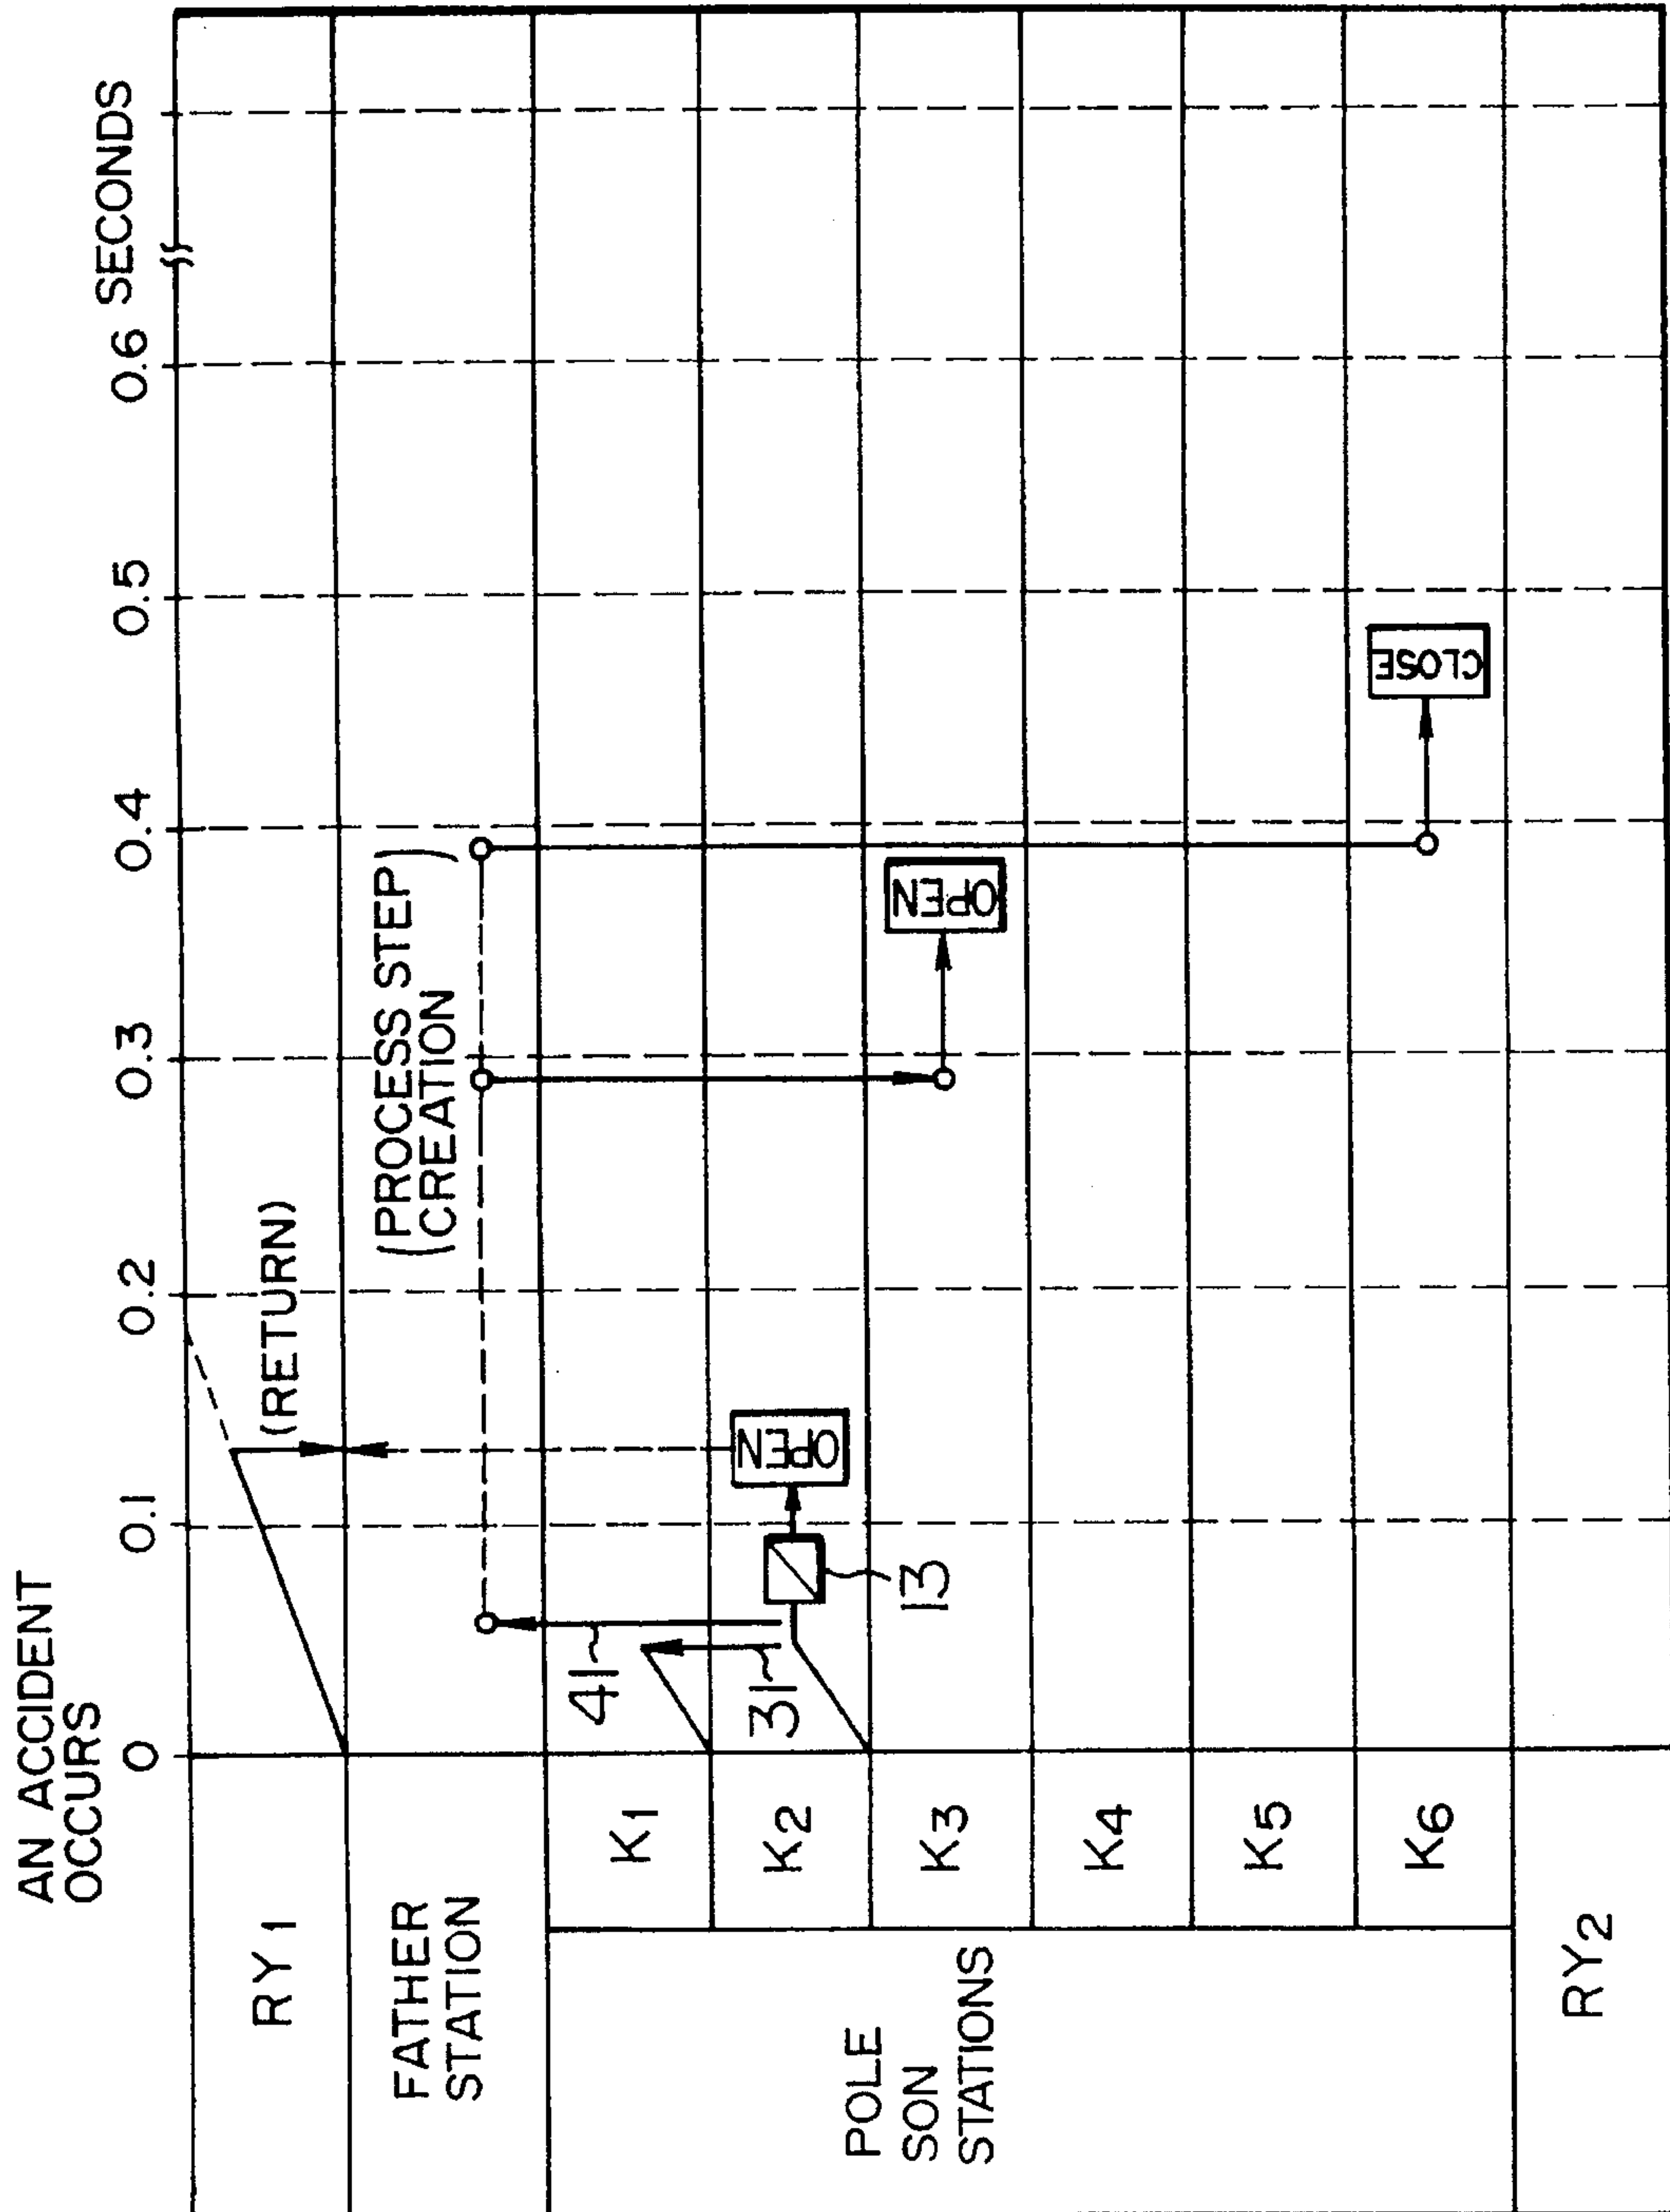 AN ACCIDENT
OCCURS
0
0.1
0.2
0.3
0.4
0.5
0.6 SECONDS
RY1
(RETURN)
FATHER
STATION
(PROCESS STEP)
CREATION
POLE
SON
STATIONS
K1
41
K2
31
OPEN
13
K3
OPEN
K4
K5
K6
CLOSE
RY2